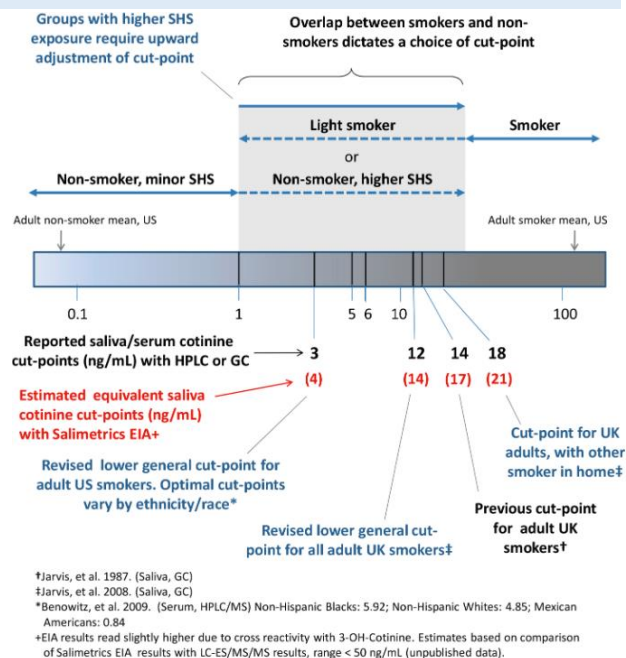 Groups with higher SHS
exposure require upward
adjustment of cut-point
Overlap between smokers and non-
smokers dictates a choice of cut-point
Light smoker
Smoker
or
Non-smoker, minor SHS
Non-smoker, higher SHS
Adult non-smoker mean, US
Adult smoker mean, US
0.1
1
5 6
10
100
Reported saliva/serum cotinine
cut-points (ng/mL) with HPLC or GC
3
12
14
18
Estimated equivalent saliva
cotinine cut-points (ng/mL)
with Salimetrics EIA+
(4)
(14)
(17)
(21)
Revised lower general cut-point for
adult US smokers. Optimal cut-points
vary by ethnicity/race*
Revised lower general cut-
point for all adult UK smokers‡
Previous cut-point
for adult UK
smokers†
Cut-point for UK
adults, with other
smoker in home‡
†Jarvis, et al. 1987. (Saliva, GC)
‡Jarvis, et al. 2008. (Saliva, GC)
*Benowitz, et al. 2009. (Serum, HPLC/MS) Non-Hispanic Blacks: 5.92; Non-Hispanic Whites: 4.85; Mexican
Americans: 0.84
+EIA results read slightly higher due to cross reactivity with 3-OH-Cotinine. Estimates based on comparison
of Salimetrics EIA results with LC-ES/MS/MS results, range < 50 ng/mL (unpublished data).